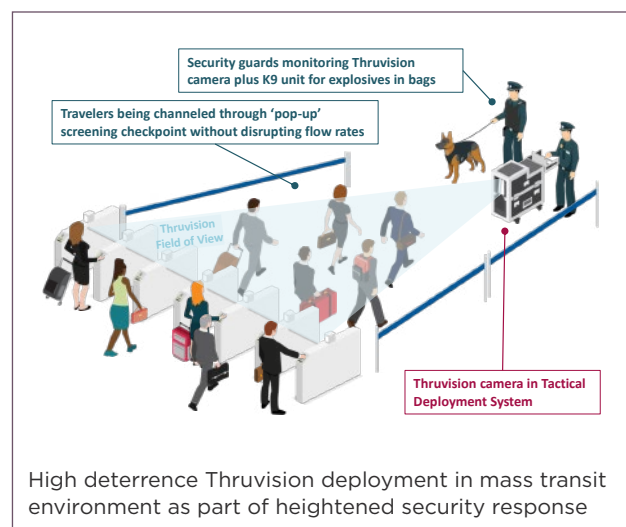 Security guards monitoring Thruvision
camera plus K9 unit for explosives in bags
Travelers being channeled through ‘pop-up’
screening checkpoint without disrupting flow rates
Thruvision
Field of View
Thruvision camera in Tactical
Deployment System
High deterrence Thruvision deployment in mass transit
environment as part of heightened security response